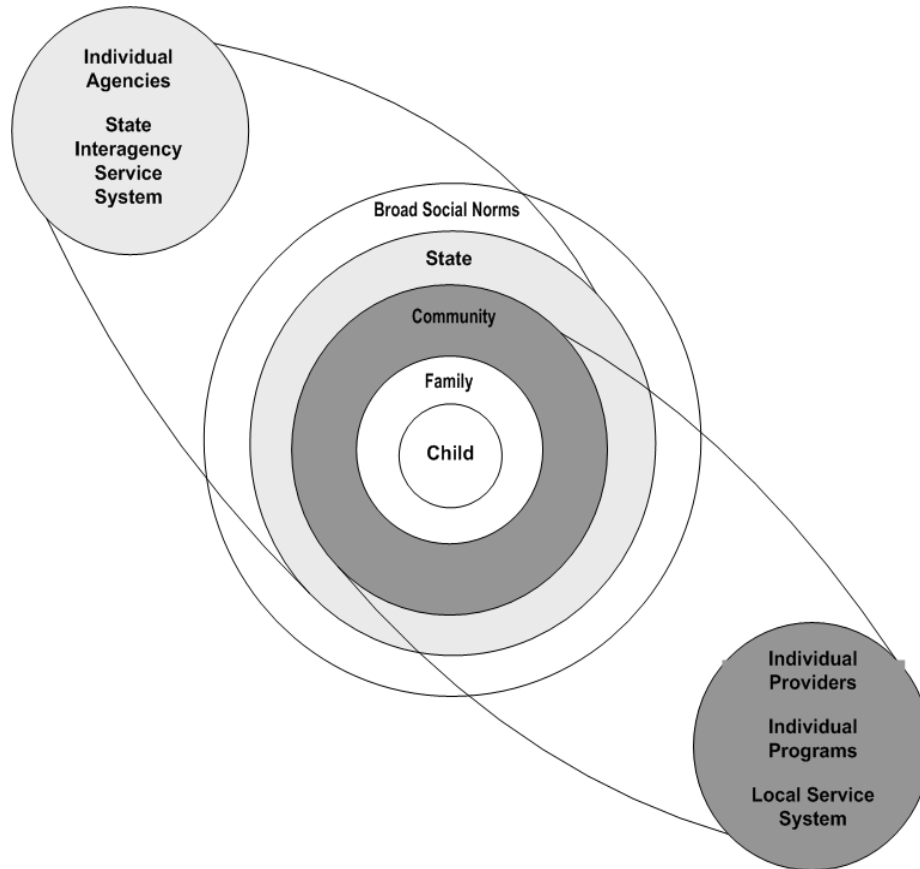 Individual
Agencies
State
Interagency
Service
System
Broad Social Norms
State
Community
Family
Child
Individual
Providers
Individual
Programs
Local Service
System